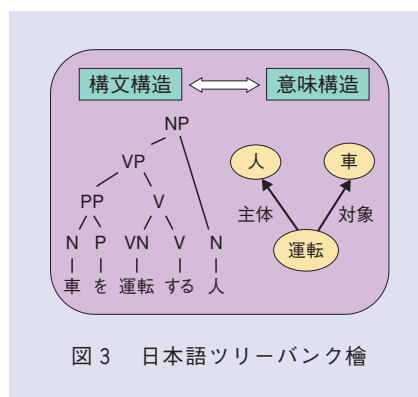 構文構造 意味構造
NP
VP
人 車
PP V
主体 対象
N P VN V N
運転
車 を 運転 する 人
図3 日本語ツリーバンク檜